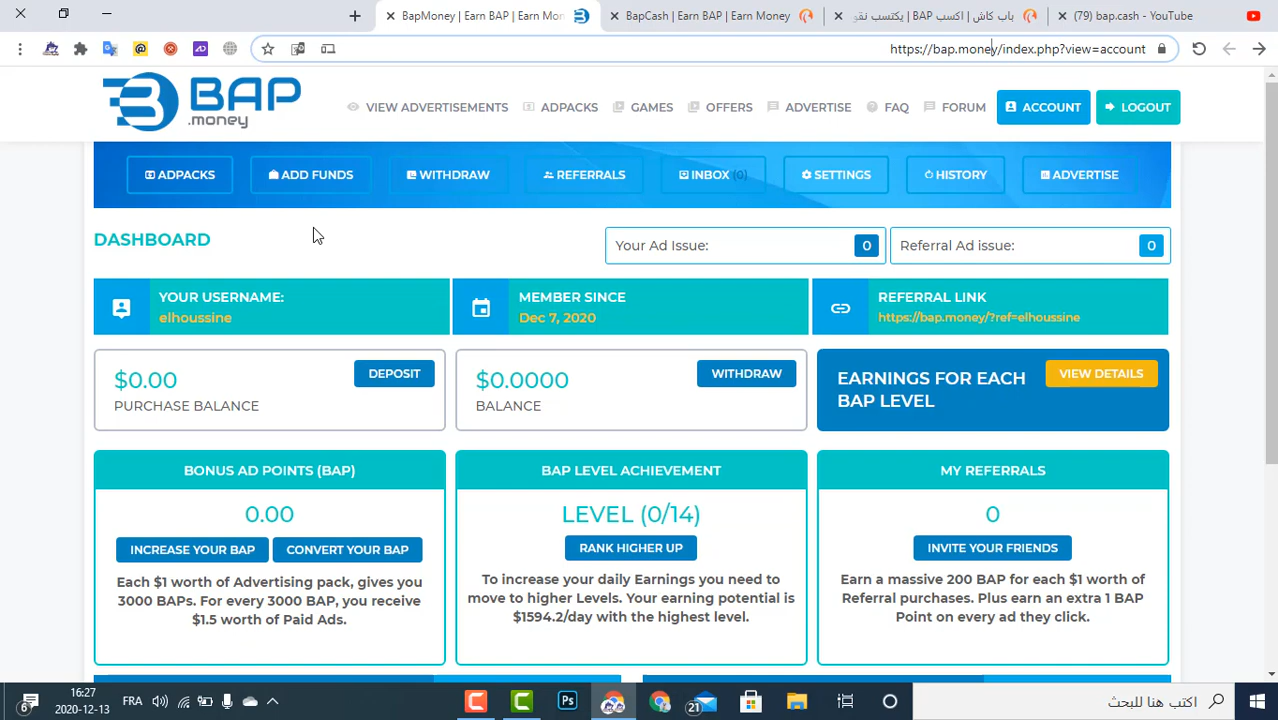 BapMoney | Earn BAP | Earn Mon
BapCash | Earn BAP | Earn Money
باب كاش | اكسب BAP | يكتسب نقو
(79) bap.cash - YouTube
https://bap.money/index.php?view=account
BAP
.money
VIEW ADVERTISEMENTS
ADPACKS
GAMES
OFFERS
ADVERTISE
FAQ
FORUM
ACCOUNT
LOGOUT
ADPACKS
ADD FUNDS
WITHDRAW
REFERRALS
INBOX (0)
SETTINGS
HISTORY
ADVERTISE
DASHBOARD
Your Ad Issue: 0
Referral Ad issue: 0
YOUR USERNAME:
elhoussine
MEMBER SINCE
Dec 7, 2020
REFERRAL LINK
https://bap.money/?ref=elhoussine
$0.00
DEPOSIT
PURCHASE BALANCE
$0.0000
WITHDRAW
BALANCE
EARNINGS FOR EACH
BAP LEVEL
VIEW DETAILS
BONUS AD POINTS (BAP)
0.00
INCREASE YOUR BAP
CONVERT YOUR BAP
Each $1 worth of Advertising pack, gives you
3000 BAPs. For every 3000 BAP, you receive
$1.5 worth of Paid Ads.
BAP LEVEL ACHIEVEMENT
LEVEL (0/14)
RANK HIGHER UP
To increase your daily Earnings you need to
move to higher Levels. Your earning potential is
$1594.2/day with the highest level.
MY REFERRALS
0
INVITE YOUR FRIENDS
Earn a massive 200 BAP for each $1 worth of
Referral purchases. Plus earn an extra 1 BAP
Point on every ad they click.
6
16:27
2020-12-13
FRA
Ps
21
اكتب هنا للبحث